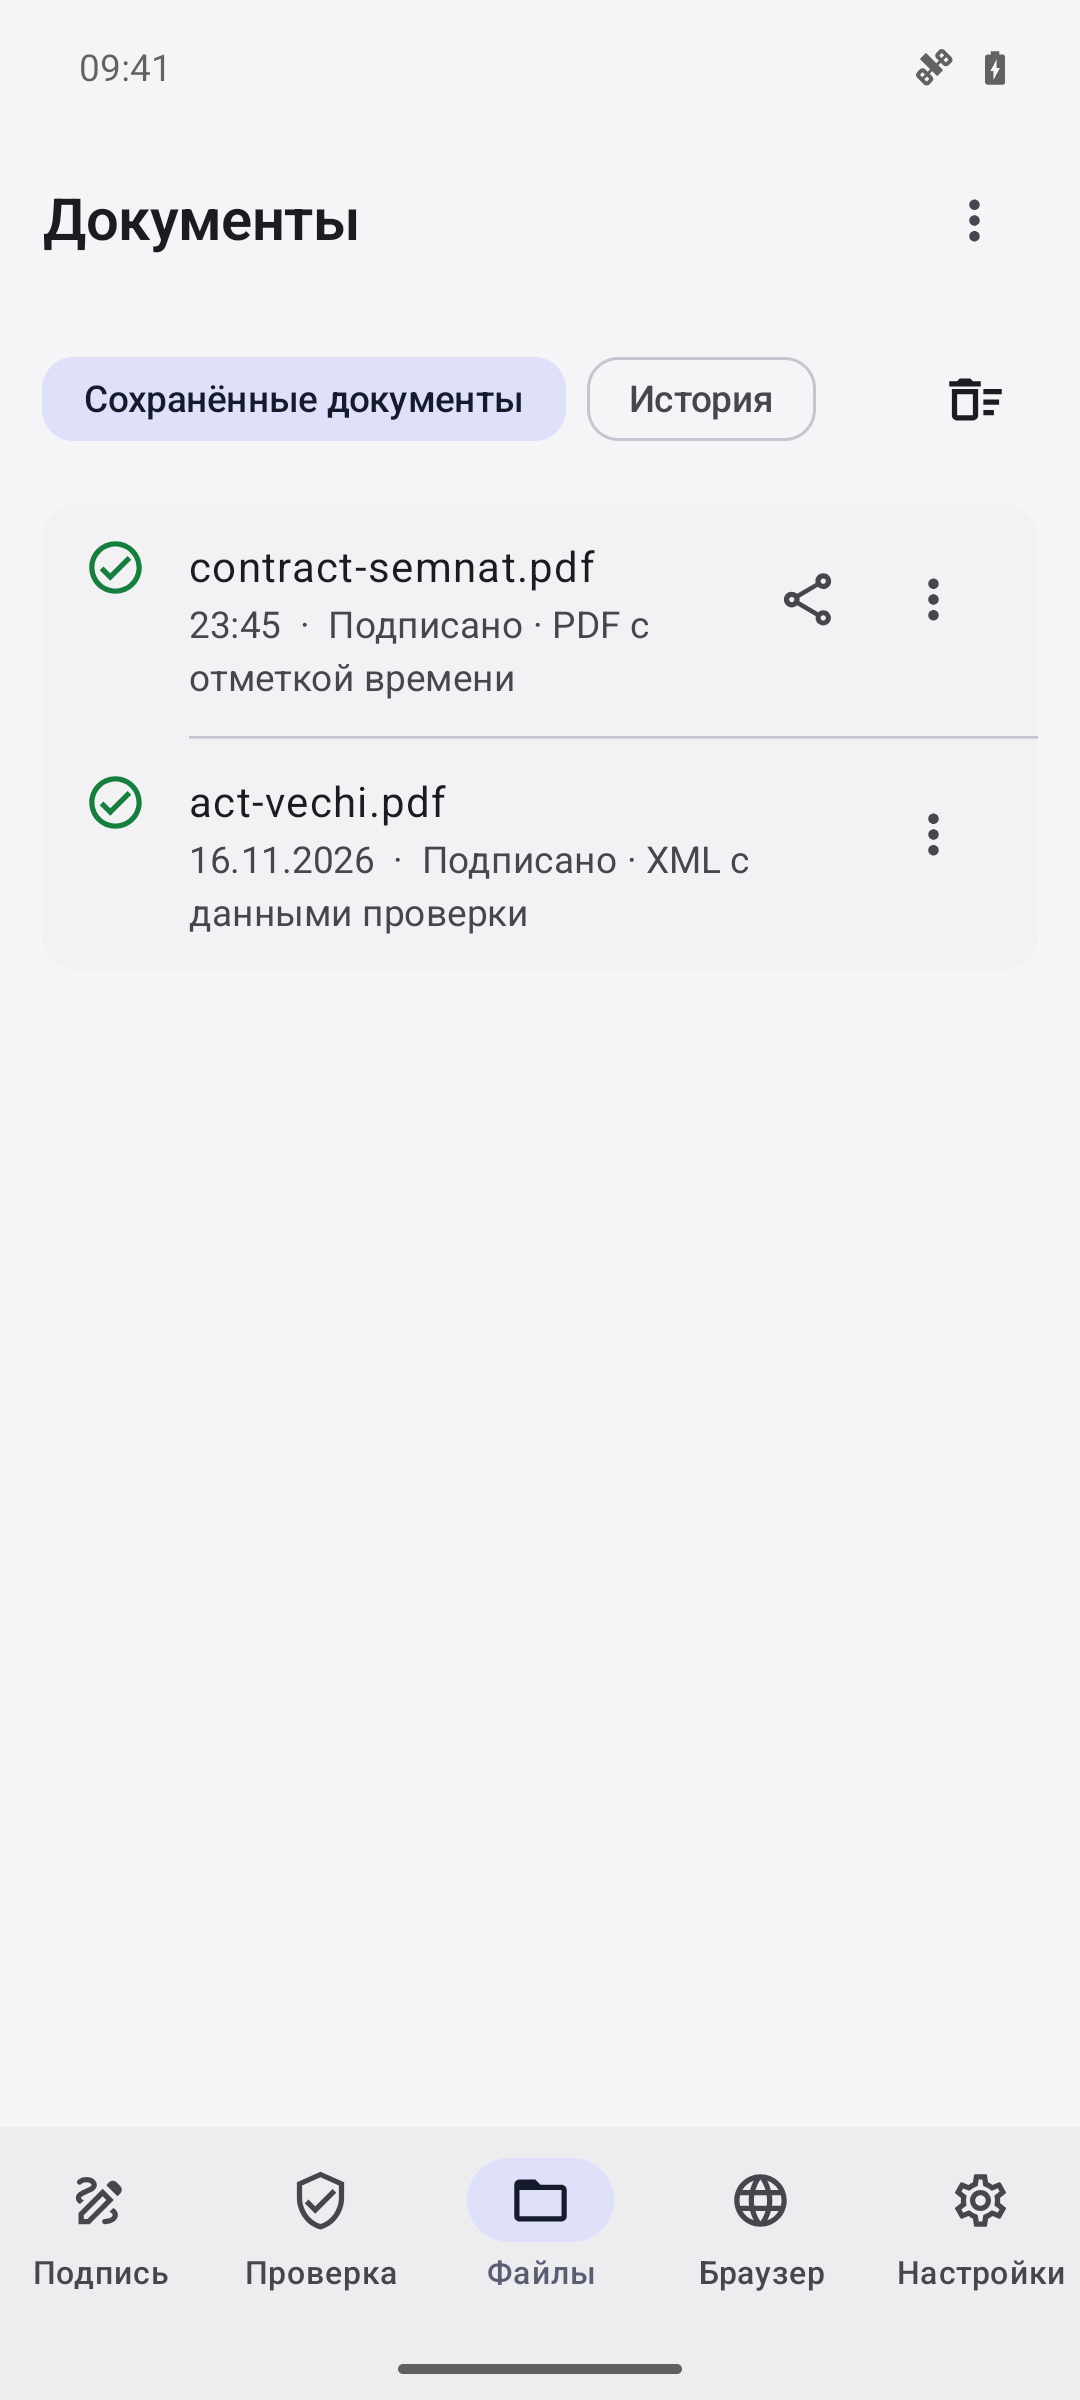 09:41
Документы
Сохранённые документы
История
contract-semnat.pdf
23:45 · Подписано · PDF с
отметкой времени
act-vechi.pdf
16.11.2026 · Подписано · XML с
данными проверки
Подпись
Проверка
Файлы
Браузер
Настройки